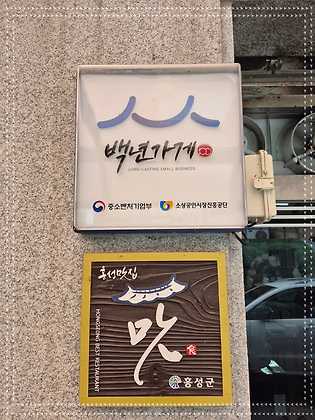 백년가게
LONG-LASTING SMALL BUSINESS
중소벤처기업부
소상공인시장진흥공단
홍성맛집
HONGSEONG BEST RESTAURANT
맛
食
홍성군